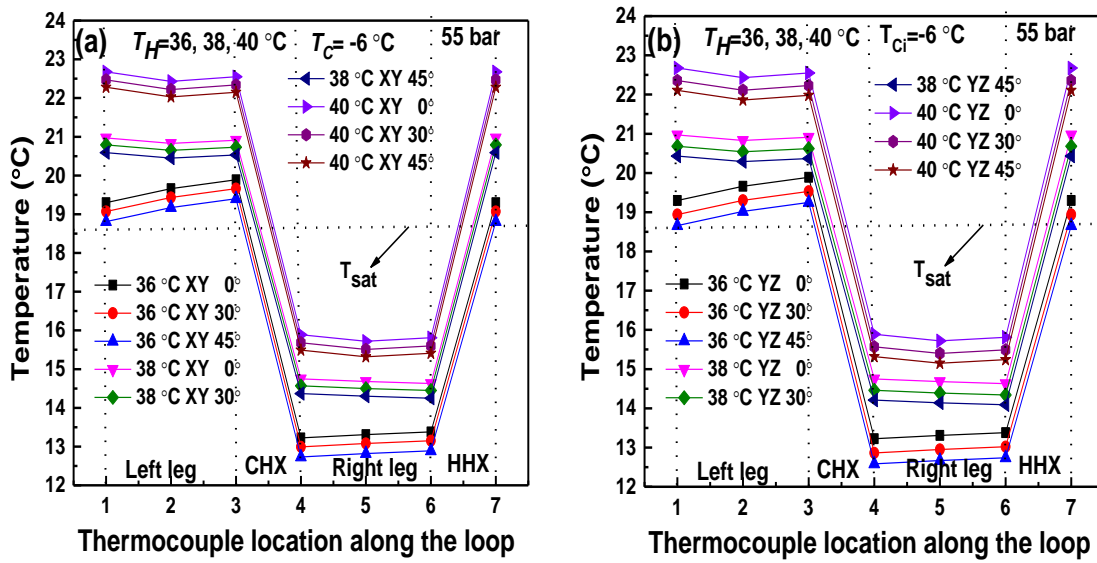 (a)
T_H=36, 38, 40 °C T_C= -6 °C 55 bar
38 °C XY 45°
40 °C XY 0°
40 °C XY 30°
40 °C XY 45°
T_sat
36 °C XY 0°
36 °C XY 30°
36 °C XY 45°
38 °C XY 0°
38 °C XY 30°
Left leg CHX Right leg HHX
24
23
22
21
20
19
18
17
16
15
14
13
12
Temperature (°C)
1 2 3 4 5 6 7
Thermocouple location along the loop
(b)
T_H=36, 38, 40 °C T_Ci=-6 °C 55 bar
38 °C YZ 45°
40 °C YZ 0°
40 °C YZ 30°
40 °C YZ 45°
T_sat
36 °C YZ 0°
36 °C YZ 30°
36 °C YZ 45°
38 °C YZ 0°
38 °C YZ 30°
Left leg CHX Right leg HHX
24
23
22
21
20
19
18
17
16
15
14
13
12
Temperature (°C)
1 2 3 4 5 6 7
Thermocouple location along the loop